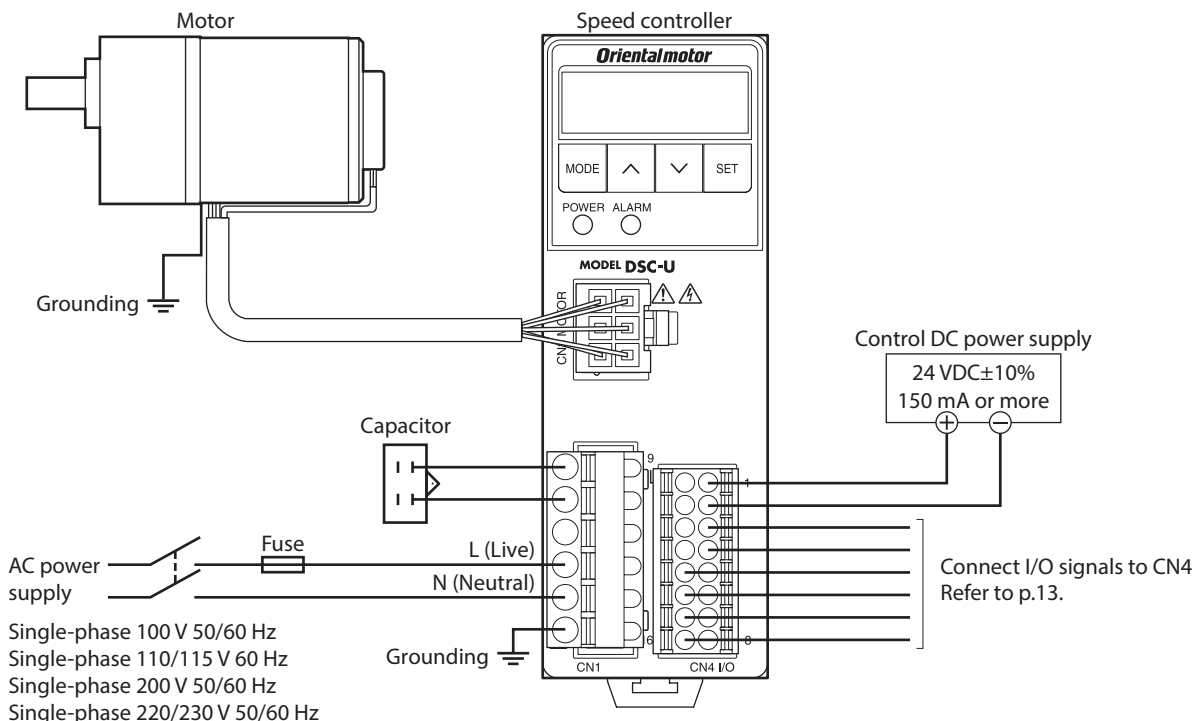 Motor
Speed controller
Orientalmotor
MODE
SET
POWER
ALARM
MODEL DSC-U
MOTOR
Grounding
Control DC power supply
24 VDC±10%
150 mA or more
+
−
Capacitor
9
1
Fuse
L (Live)
AC power
supply
N (Neutral)
Connect I/O signals to CN4
Refer to p.13.
Single-phase 100 V 50/60 Hz
Single-phase 110/115 V 60 Hz
Single-phase 200 V 50/60 Hz
Single-phase 220/230 V 50/60 Hz
Grounding
6
8
CN1
CN4 I/O